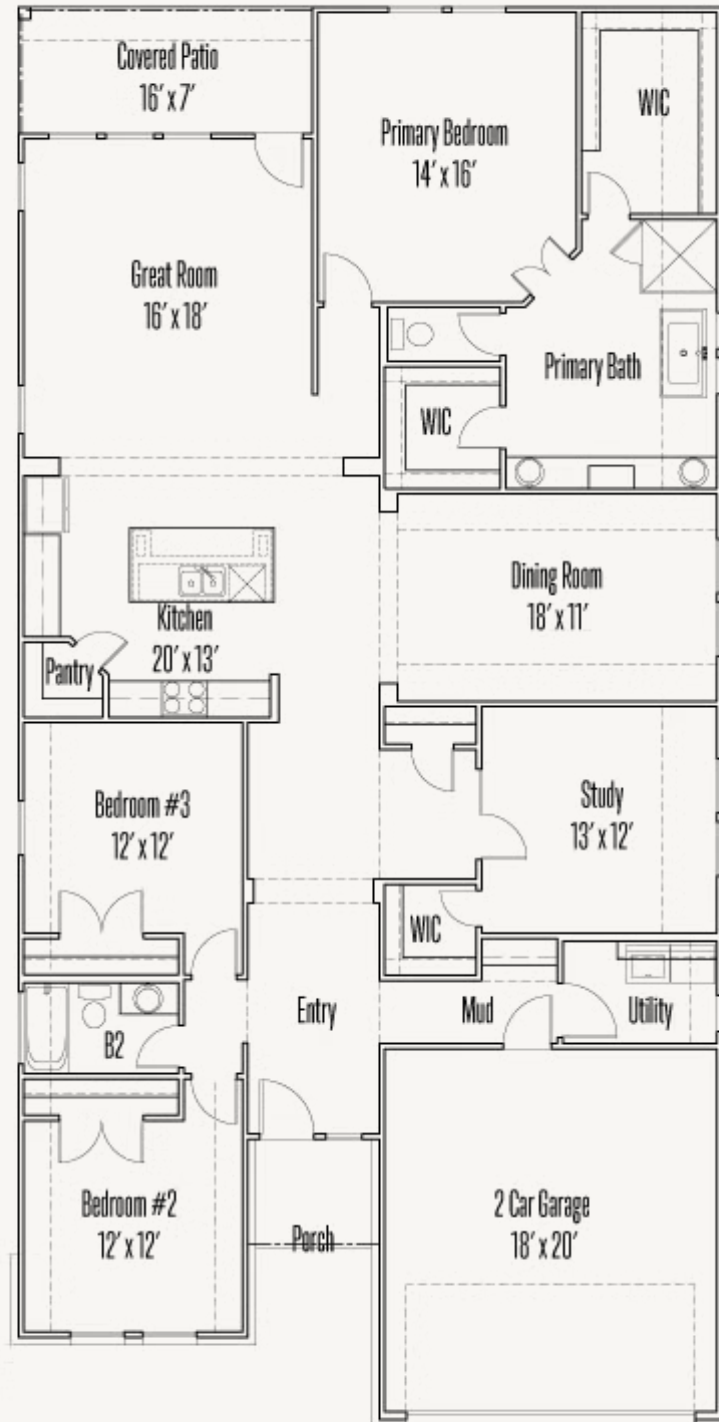 Covered Patio
16' x 7'
Primary Bedroom
14' x 16'
WIC
Great Room
16' x 18'
Primary Bath
WIC
Dining Room
18' x 11'
Kitchen
20' x 13'
Pantry
Bedroom #3
12' x 12'
Study
13' x 12'
WIC
Entry
Mud
Utility
B2
Bedroom #2
12' x 12'
Porch
2 Car Garage
18' x 20'